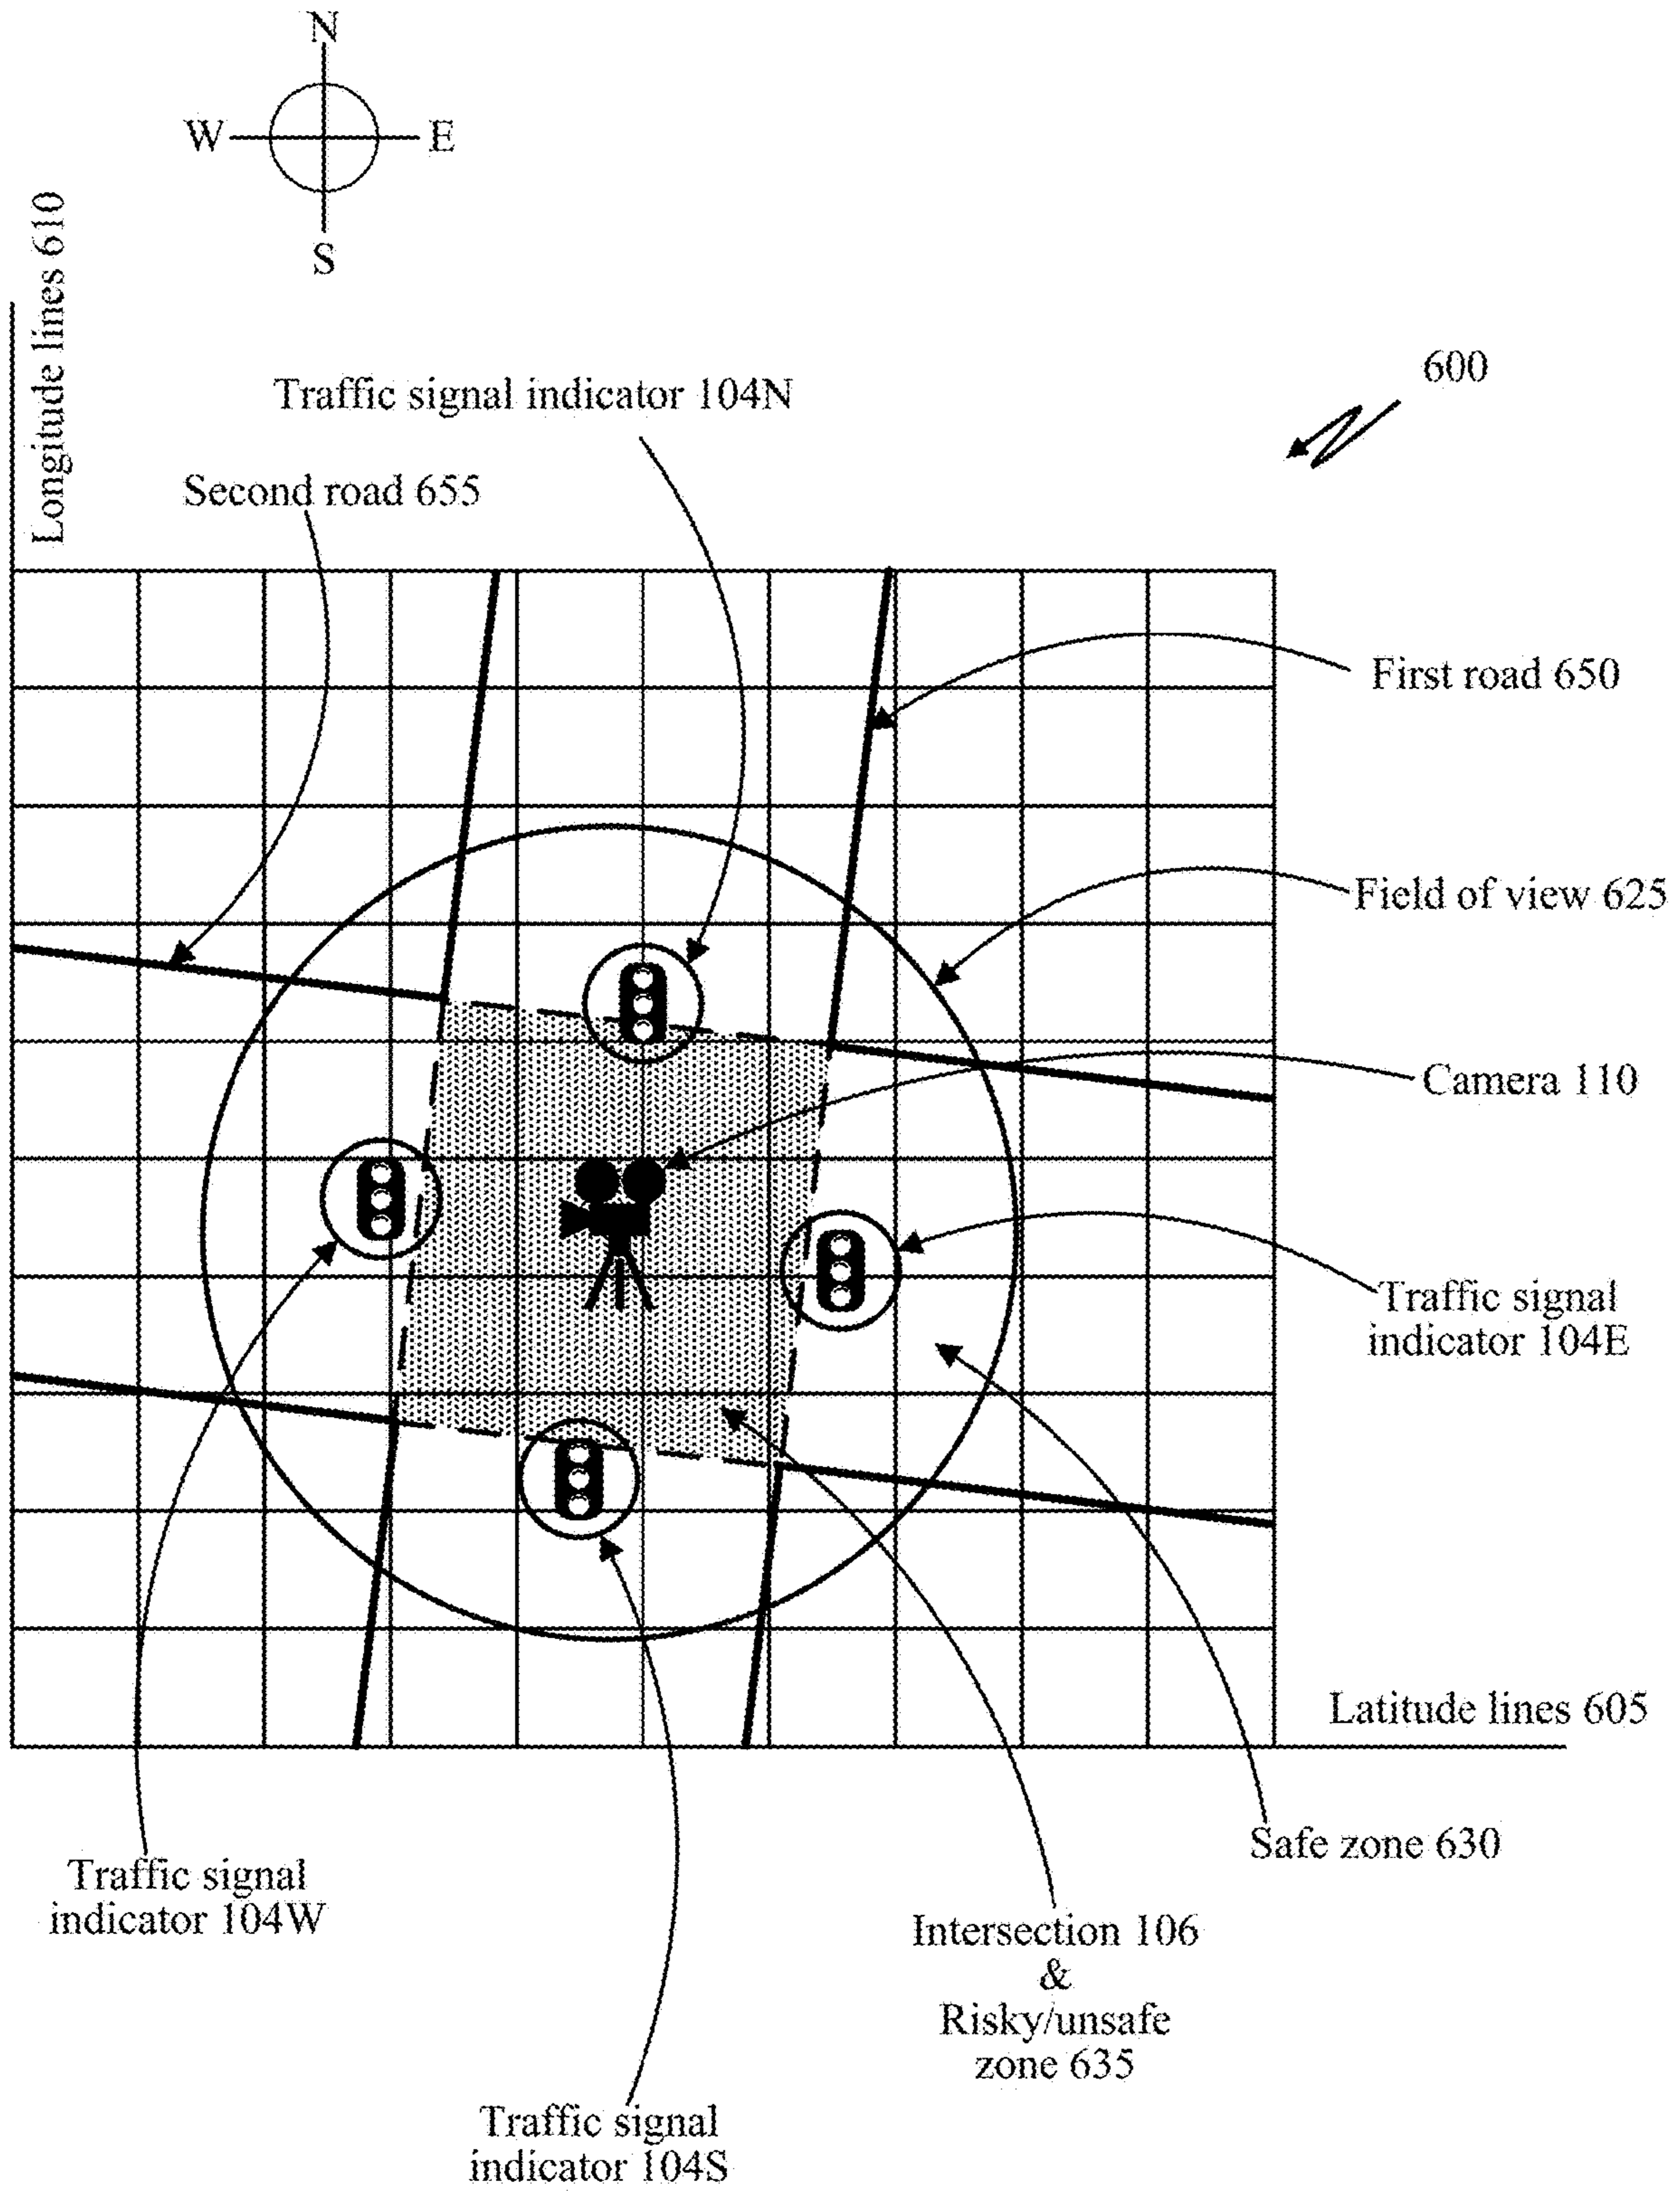 N
W
E
S
Longitude lines 610
600
Traffic signal indicator 104N
Second road 655
First road 650
Field of view 625
Camera 110
Traffic signal
indicator 104E
Latitude lines 605
Safe zone 630
Traffic signal
indicator 104W
Intersection 106
&
Risky/unsafe
zone 635
Traffic signal
indicator 104S